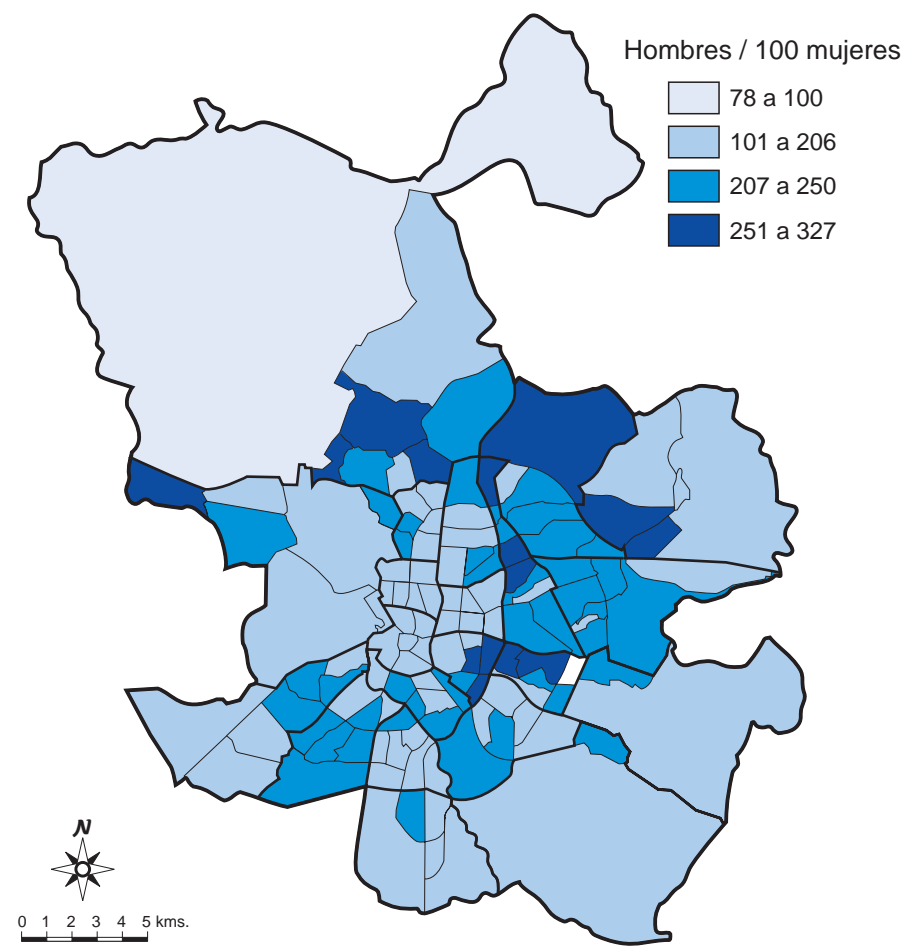 Hombres / 100 mujeres
78 a 100
101 a 206
207 a 250
251 a 327
N
0 1 2 3 4 5 kms.